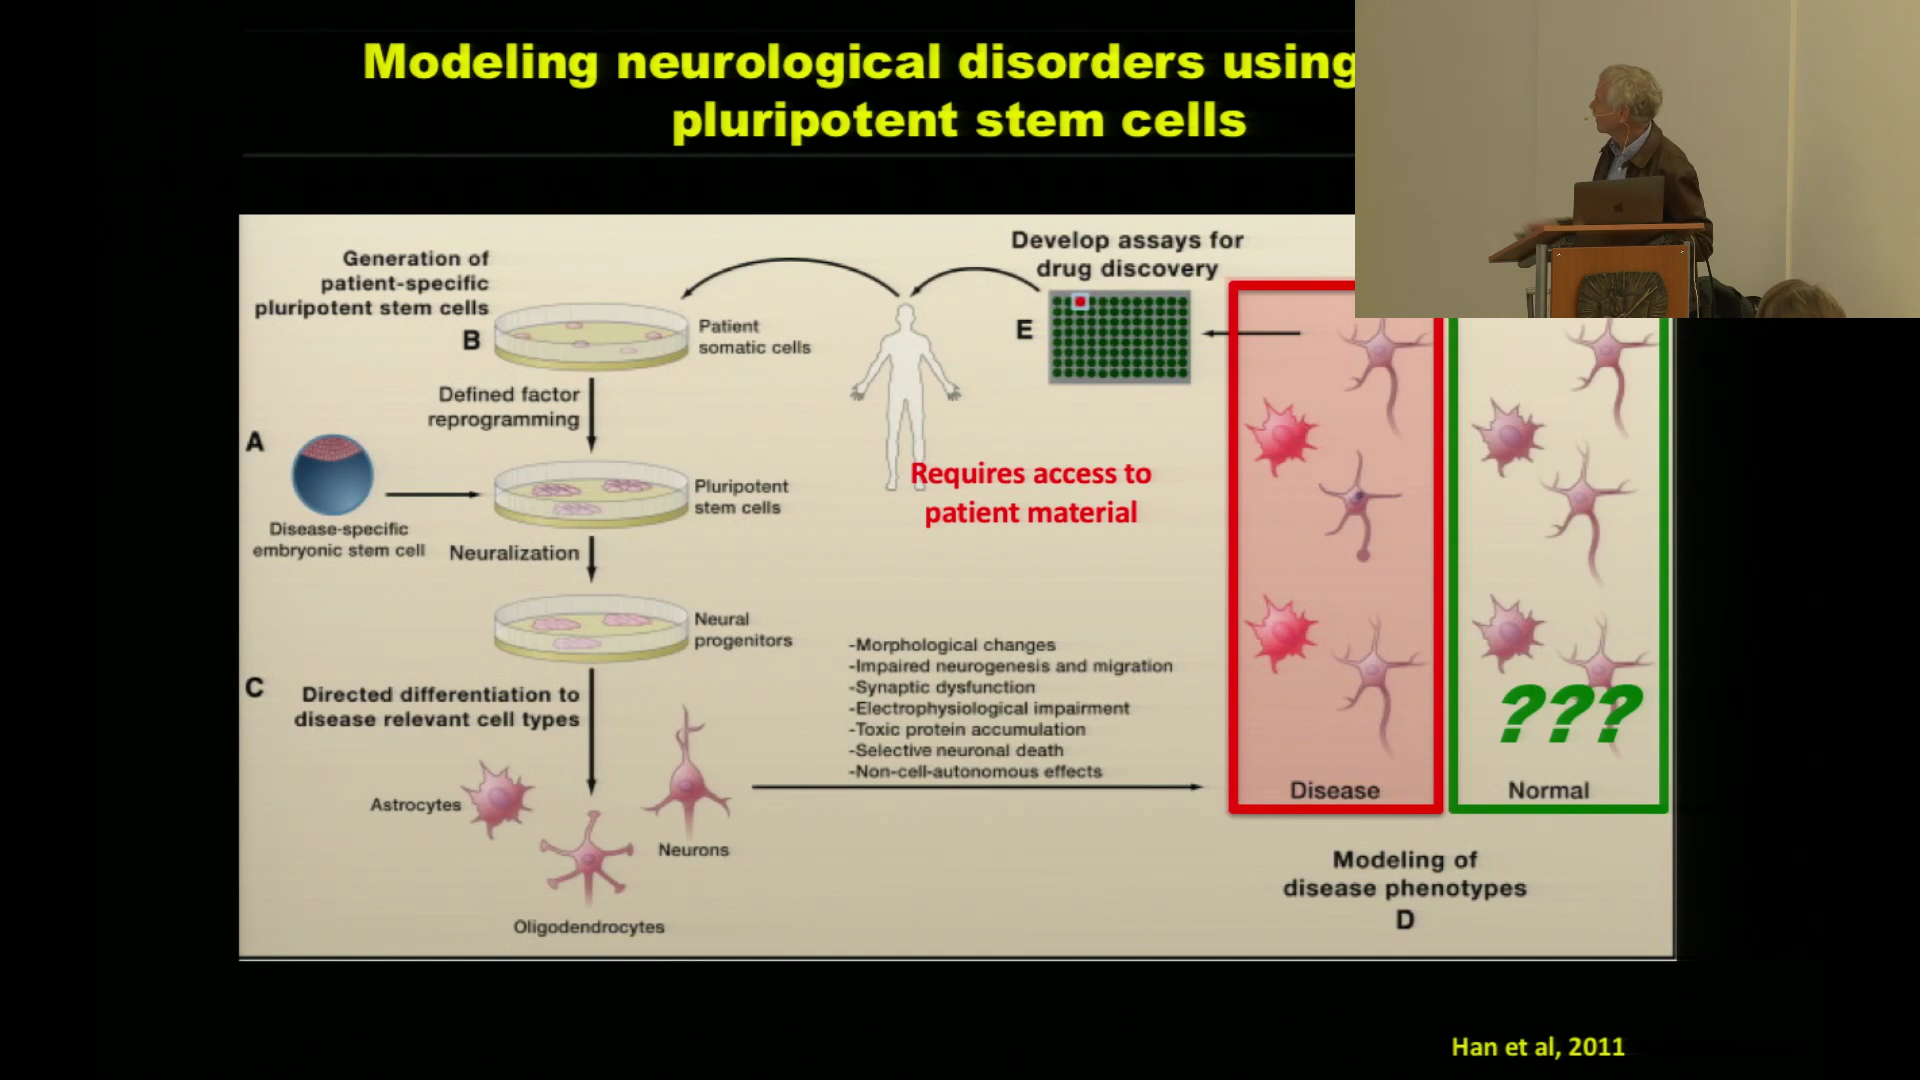 Modeling neurological disorders using
pluripotent stem cells
Generation of
patient-specific
pluripotent stem cells
B
Patient
somatic cells
Defined factor
reprogramming
A
Disease-specific
embryonic stem cell
Pluripotent
stem cells
Neuralization
Neural
progenitors
C
Directed differentiation to
disease relevant cell types
Astrocytes
Oligodendrocytes
Neurons
Develop assays for
drug discovery
E
Requires access to
patient material
-Morphological changes
-Impaired neurogenesis and migration
-Synaptic dysfunction
-Electrophysiological impairment
-Toxic protein accumulation
-Selective neuronal death
-Non-cell-autonomous effects
Disease
???
Normal
Modeling of
disease phenotypes
D
Han et al, 2011